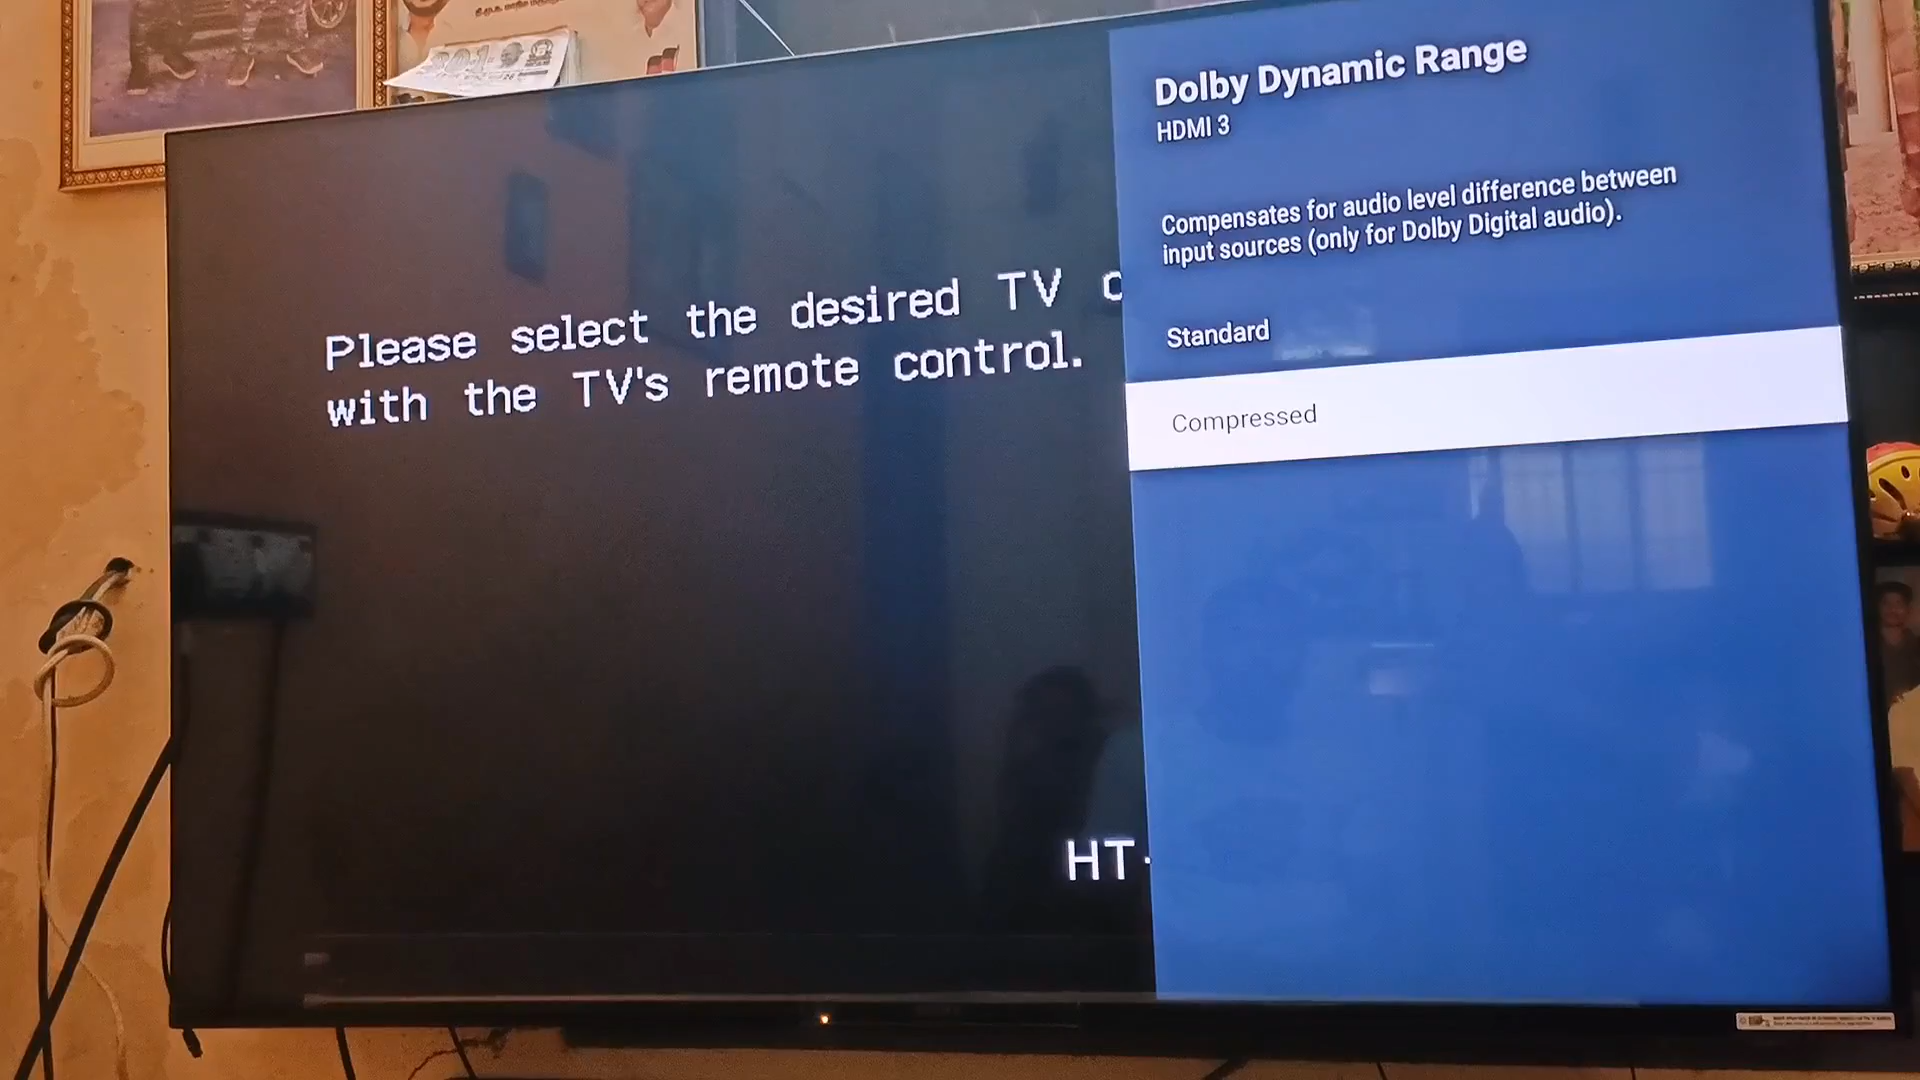 Please select the desired TV c
with the TV's remote control.
HT-
Dolby Dynamic Range
HDMI 3
Compensates for audio level difference between
input sources (only for Dolby Digital audio).
Standard
Compressed